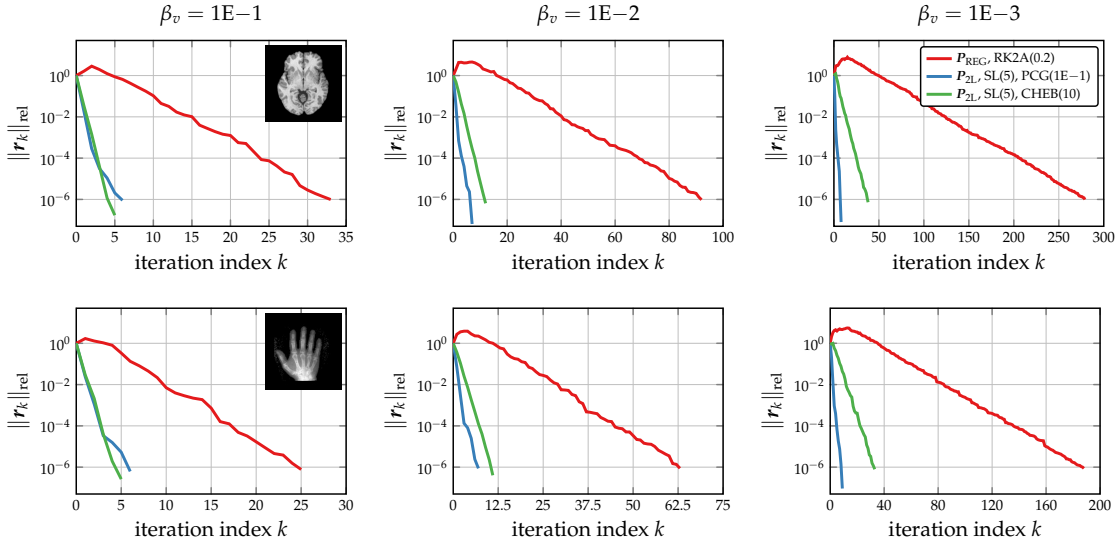 β_v = 1E−1
β_v = 1E−2
β_v = 1E−3
||r_k||_rel
10^0
10^−2
10^−4
10^−6
0 5 10 15 20 25 30 35
iteration index k
10^0
10^−2
10^−4
10^−6
0 20 40 60 80 100
iteration index k
||r_k||_rel
P_REG, RK2A(0.2)
P_2L, SL(5), PCG(1E−1)
P_2L, SL(5), CHEB(10)
||r_k||_rel
10^0
10^−2
10^−4
10^−6
0 50 100 150 200 250 300
iteration index k
||r_k||_rel
10^0
10^−2
10^−4
10^−6
0 5 10 15 20 25 30
iteration index k
||r_k||_rel
10^0
10^−2
10^−4
10^−6
0 12.5 25 37.5 50 62.5 75
iteration index k
||r_k||_rel
10^0
10^−2
10^−4
10^−6
0 40 80 120 160 200
iteration index k